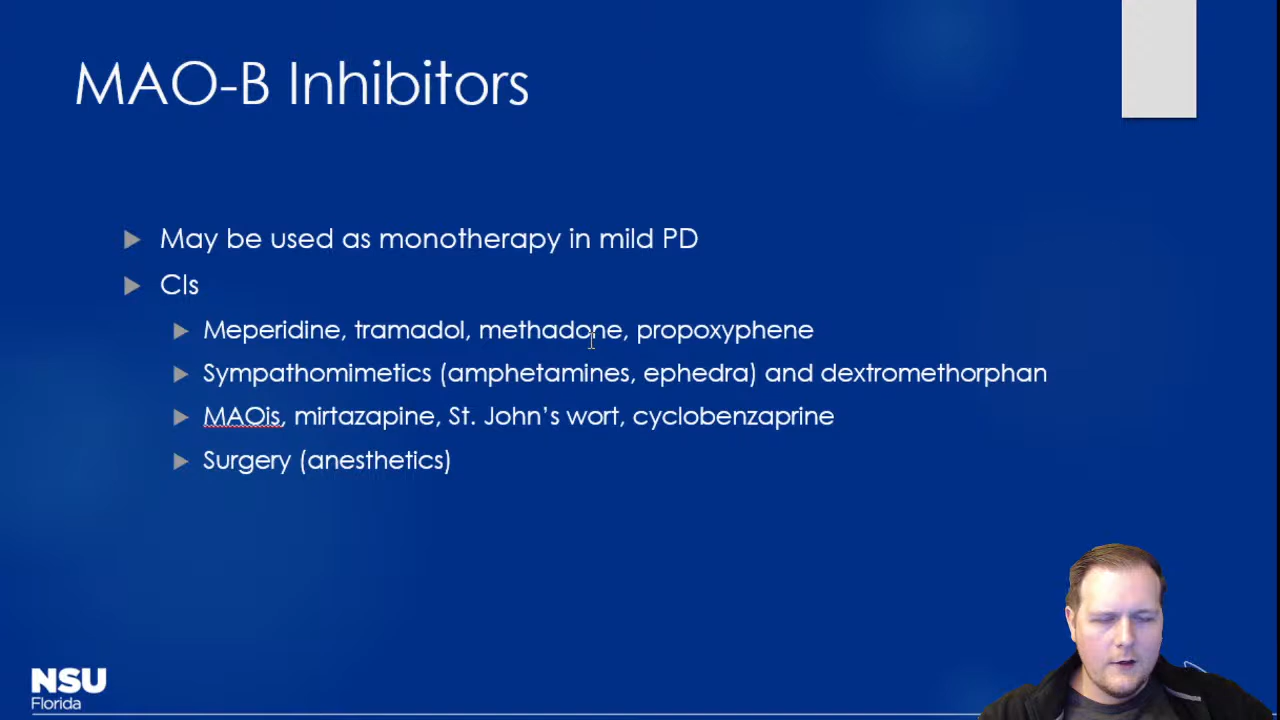 MAO-B Inhibitors
May be used as monotherapy in mild PD
CIs
Meperidine, tramadol, methadone, propoxyphene
Sympathomimetics (amphetamines, ephedra) and dextromethorphan
MAOis, mirtazapine, St. John's wort, cyclobenzaprine
Surgery (anesthetics)
NSU
Florida